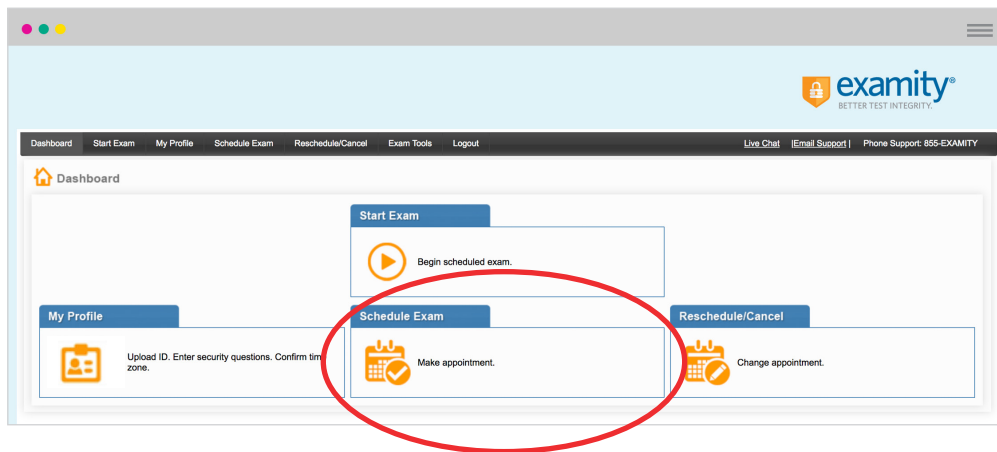 examity®
BETTER TEST INTEGRITY.
Dashboard Start Exam My Profile Schedule Exam Reschedule/Cancel Exam Tools Logout Live Chat |Email Support| Phone Support: 855-EXAMITY
Dashboard
Start Exam
Begin scheduled exam.
My Profile
Upload ID. Enter security questions. Confirm tim
zone.
Schedule Exam
Make appointment.
Reschedule/Cancel
Change appointment.